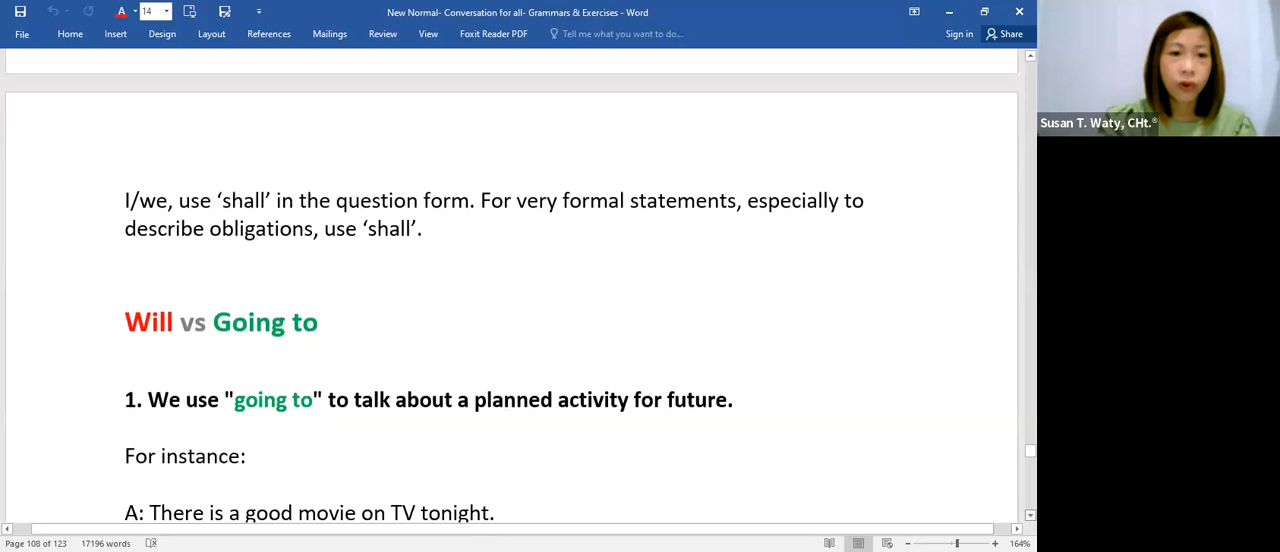 14
New Normal- Conversation for all- Grammars & Exercises - Word
File Home Insert Design Layout References Mailings Review View Foxit Reader PDF Tell me what you want to do... Sign in Share
I/we, use ‘shall’ in the question form. For very formal statements, especially to
describe obligations, use ‘shall’.
Will vs Going to
1. We use "going to" to talk about a planned activity for future.
For instance:
A: There is a good movie on TV tonight.
Page 108 of 123 17196 words 164%
Susan T. Waty, CHt.®